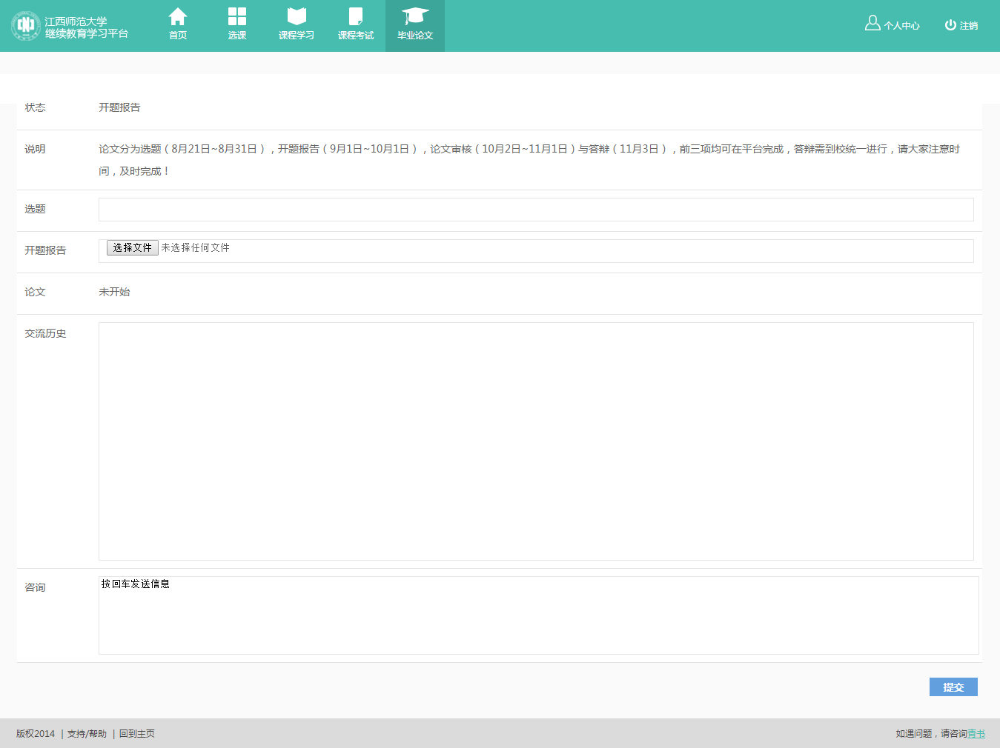 江西师范大学
继续教育学习平台
首页
选课
课程学习
课程考试
毕业论文
个人中心
注销
状态
开题报告
说明
论文分为选题（8月21日~8月31日），开题报告（9月1日~10月1日），论文审核（10月2日~11月1日）与答辩（11月3日），前三项均可在平台完成，答辩需到校统一进行，请大家注意时
间，及时完成！
选题
开题报告
选择文件 未选择任何文件
论文
未开始
交流历史
咨询
按回车发送信息
提交
版权2014 | 支持/帮助 | 回到主页
如遇问题，请咨询青书